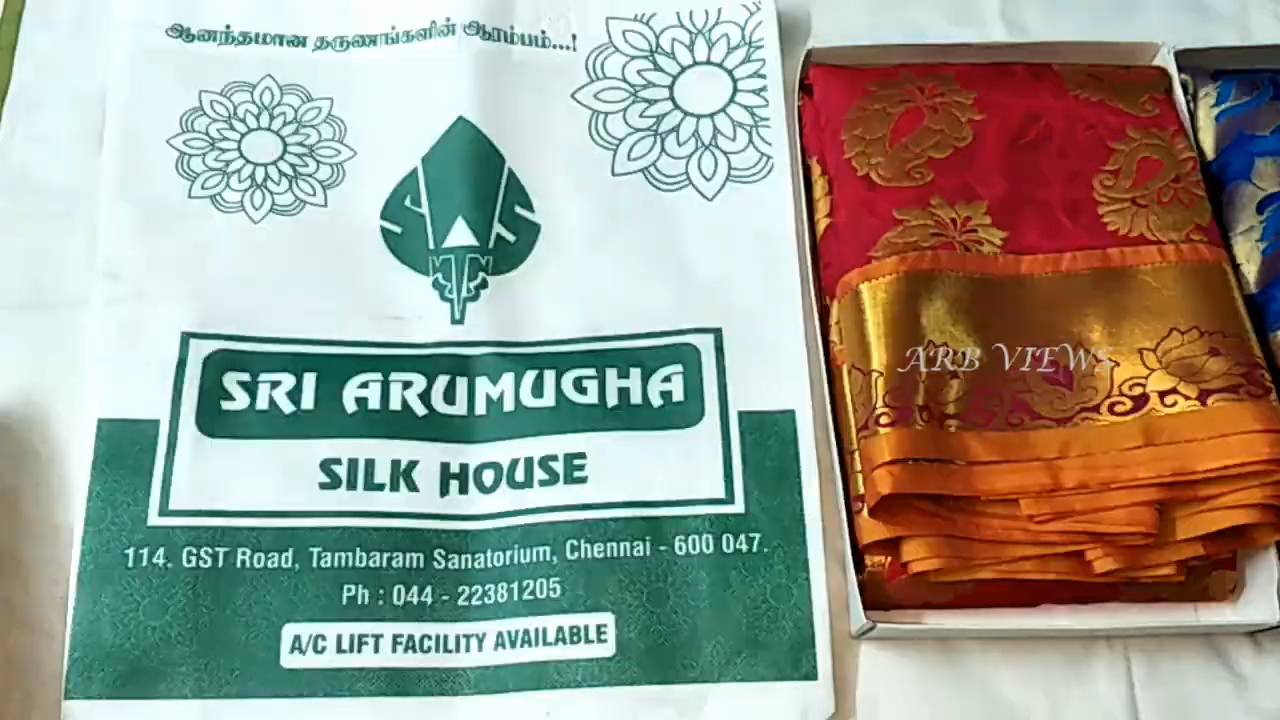 ஆனந்தமான தருணங்களின் ஆரம்பம்...!
SAS
SRI ARUMUGHA
SILK HOUSE
114. GST Road, Tambaram Sanatorium, Chennai - 600 047.
Ph : 044 - 22381205
A/C LIFT FACILITY AVAILABLE
ARB VIEWS